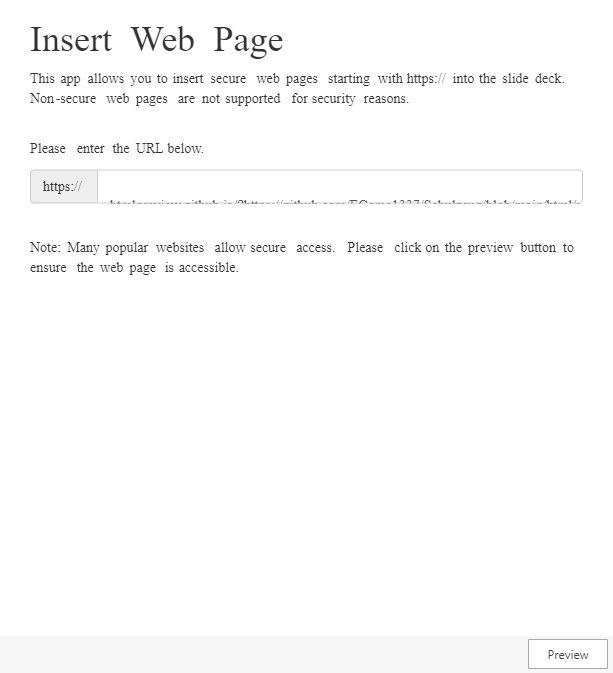 Insert Web Page
This app allows you to insert secure web pages starting with https:// into the slide deck.
Non-secure web pages are not supported for security reasons.
Please enter the URL below.
https://
Note: Many popular websites allow secure access. Please click on the preview button to
ensure the web page is accessible.
Preview